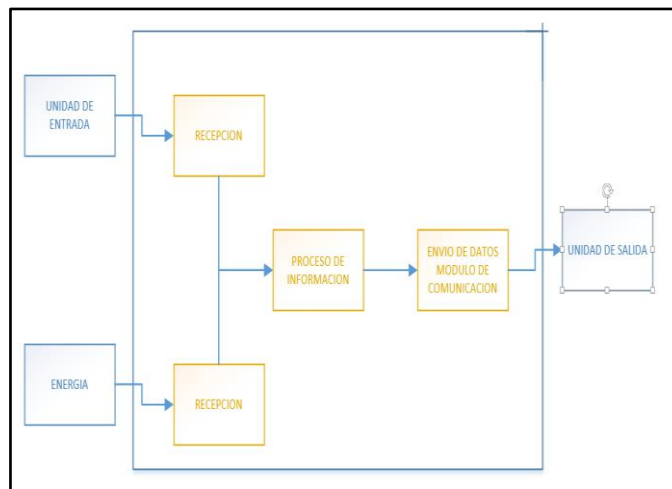 UNIDAD DE
ENTRADA
RECEPCION
PROCESO DE
INFORMACION
ENVIO DE DATOS
MODULO DE
COMUNICACION
UNIDAD DE SALIDA
ENERGIA
RECEPCION